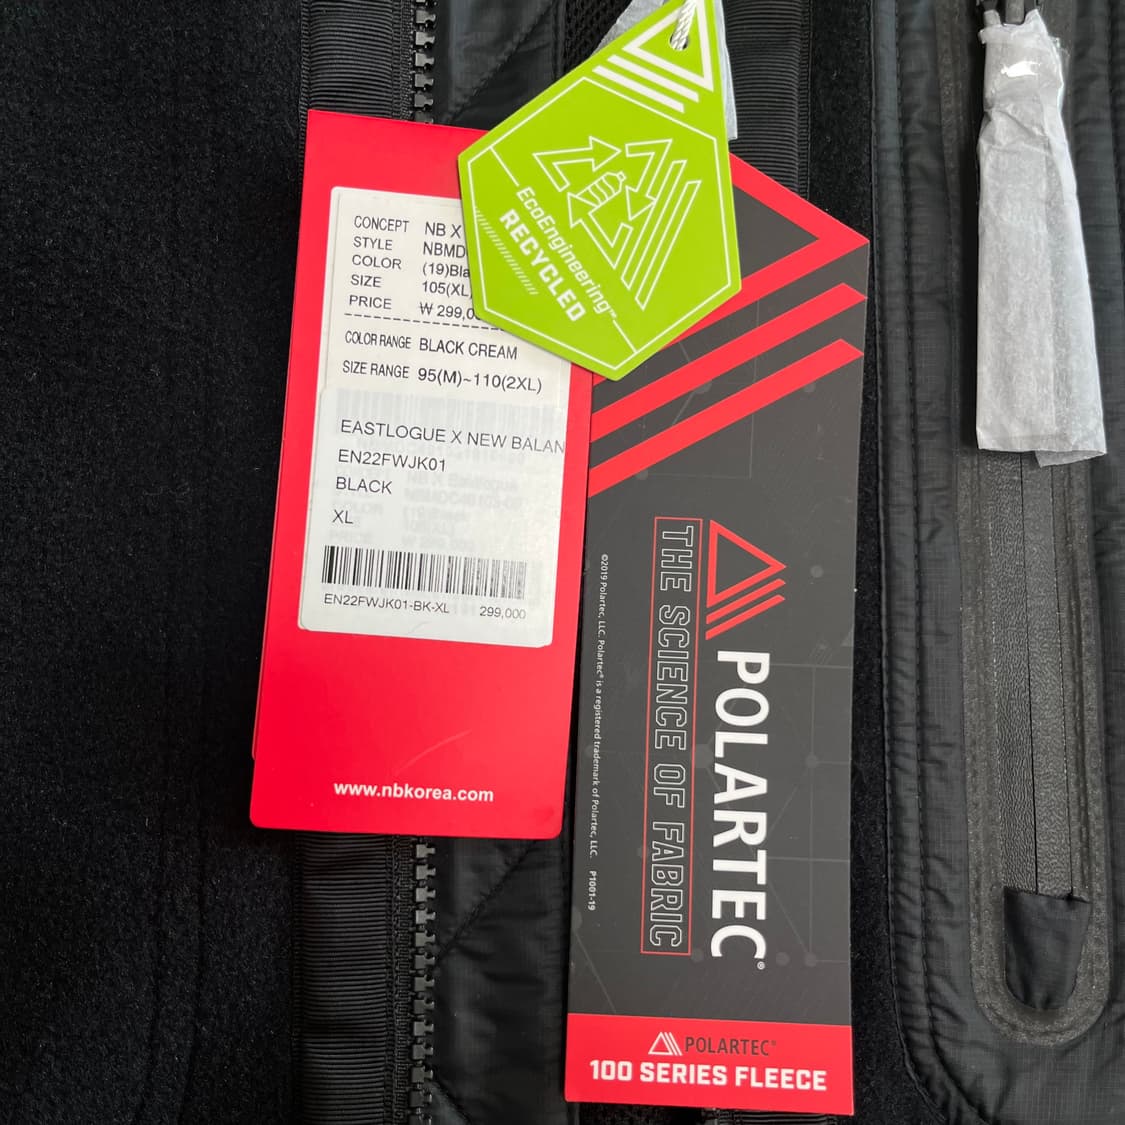 EcoEngineering™
RECYCLED
CONCEPT NB X
STYLE NBMD
COLOR (19)Bla
SIZE 105(XL)
PRICE ₩ 299,0
COLOR RANGE BLACK CREAM
SIZE RANGE 95(M)~110(2XL)
EASTLOGUE X NEW BALAN
EN22FWJK01
BLACK
XL
EN22FWJK01-BK-XL 299,000
www.nbkorea.com
POLARTEC®
THE SCIENCE OF FABRIC
©2019 Polartec, LLC. Polartec® is a registered trademark of Polartec, LLC. P1001-19
POLARTEC®
100 SERIES FLEECE